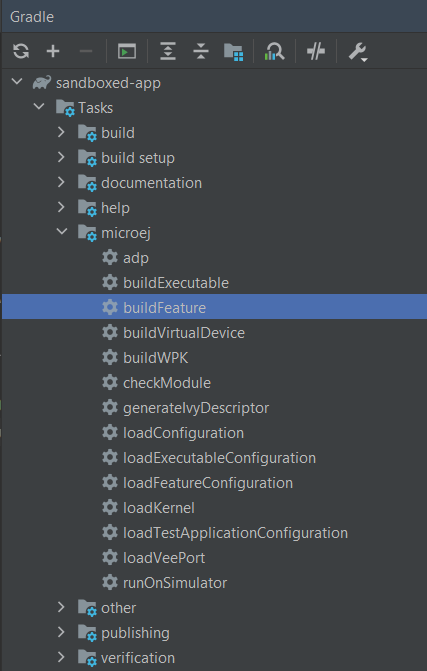 Gradle
sandboxed-app
Tasks
build
build setup
documentation
help
microej
adp
buildExecutable
buildFeature
buildVirtualDevice
buildWPK
checkModule
generateIvyDescriptor
loadConfiguration
loadExecutableConfiguration
loadFeatureConfiguration
loadKernel
loadTestApplicationConfiguration
loadVeePort
runOnSimulator
other
publishing
verification